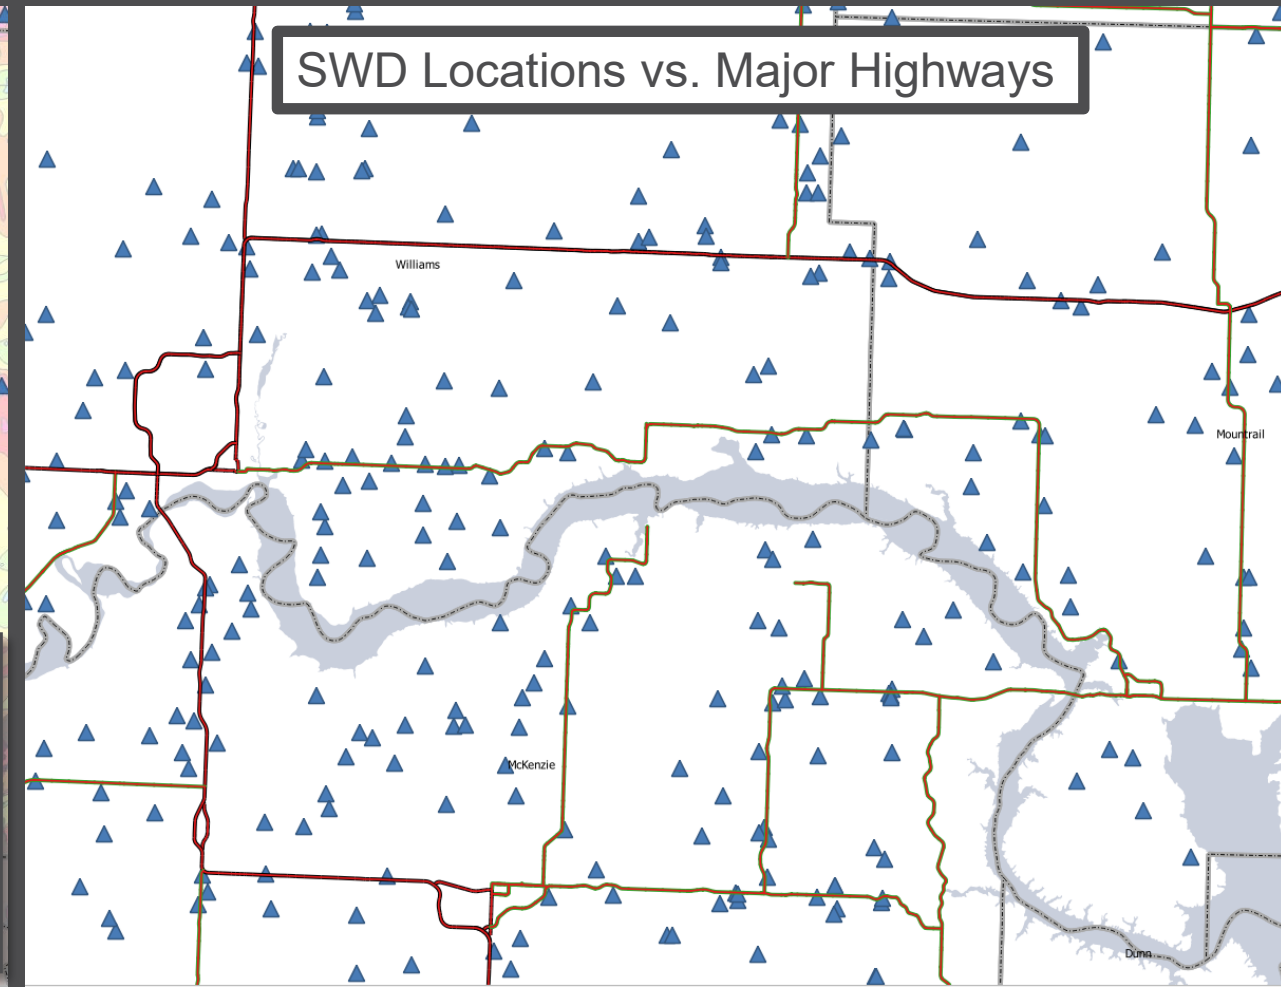 SWD Locations vs. Major Highways
Williams
Mountrail
McKenzie
Dunn